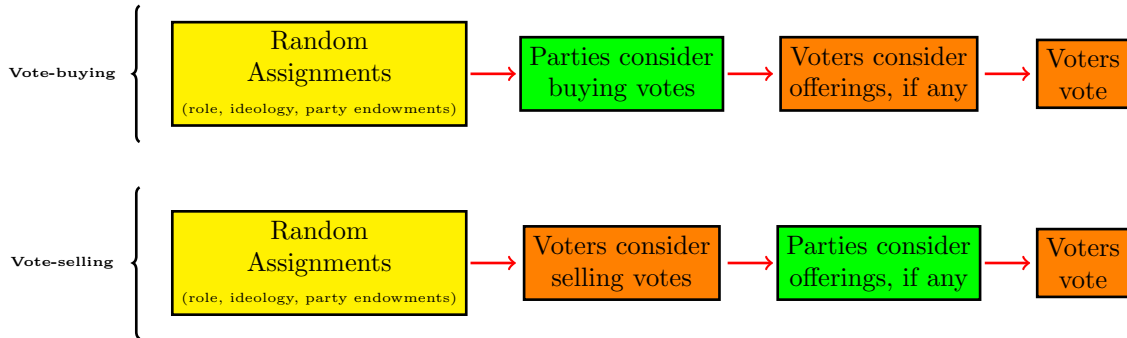 Vote-buying
Random
Assignments
(role, ideology, party endowments)
Parties consider
buying votes
Voters consider
offerings, if any
Voters
vote
Vote-selling
Random
Assignments
(role, ideology, party endowments)
Voters consider
selling votes
Parties consider
offerings, if any
Voters
vote